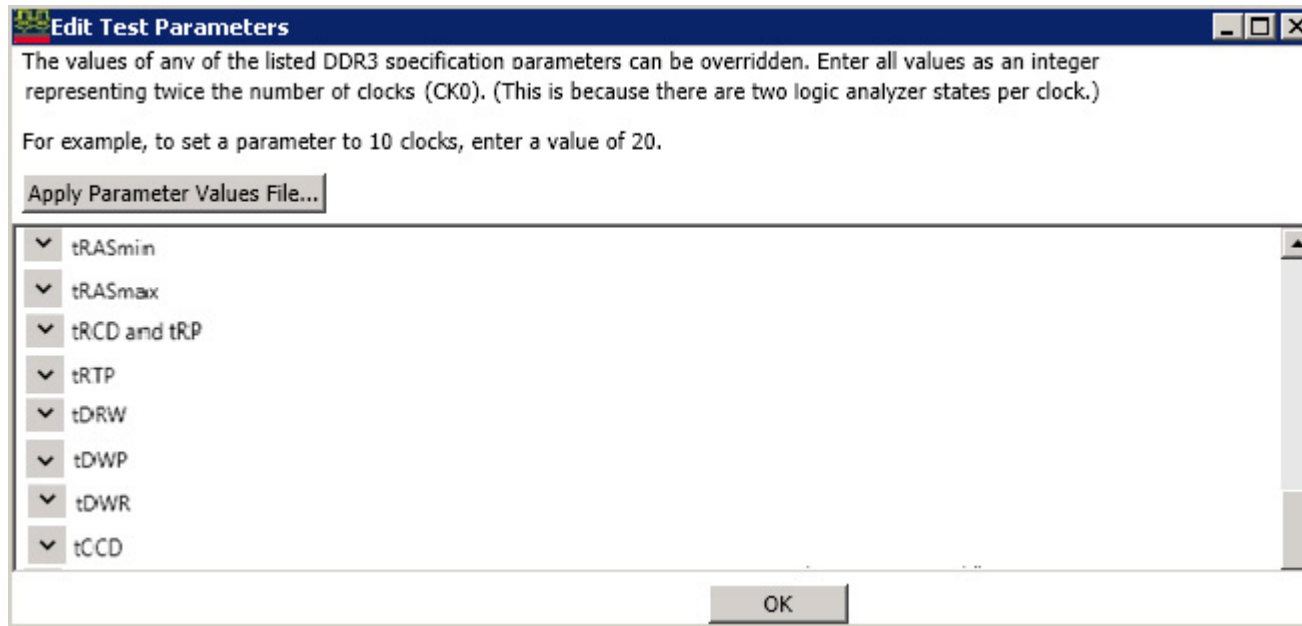 Edit Test Parameters
The values of any of the listed DDR3 specification parameters can be overridden. Enter all values as an integer
representing twice the number of clocks (CK0). (This is because there are two logic analyzer states per clock.)
For example, to set a parameter to 10 clocks, enter a value of 20.
Apply Parameter Values File...
tRASmin
tRASmax
tRCD and tRP
tRTP
tDRW
tDWP
tDWR
tCCD
OK